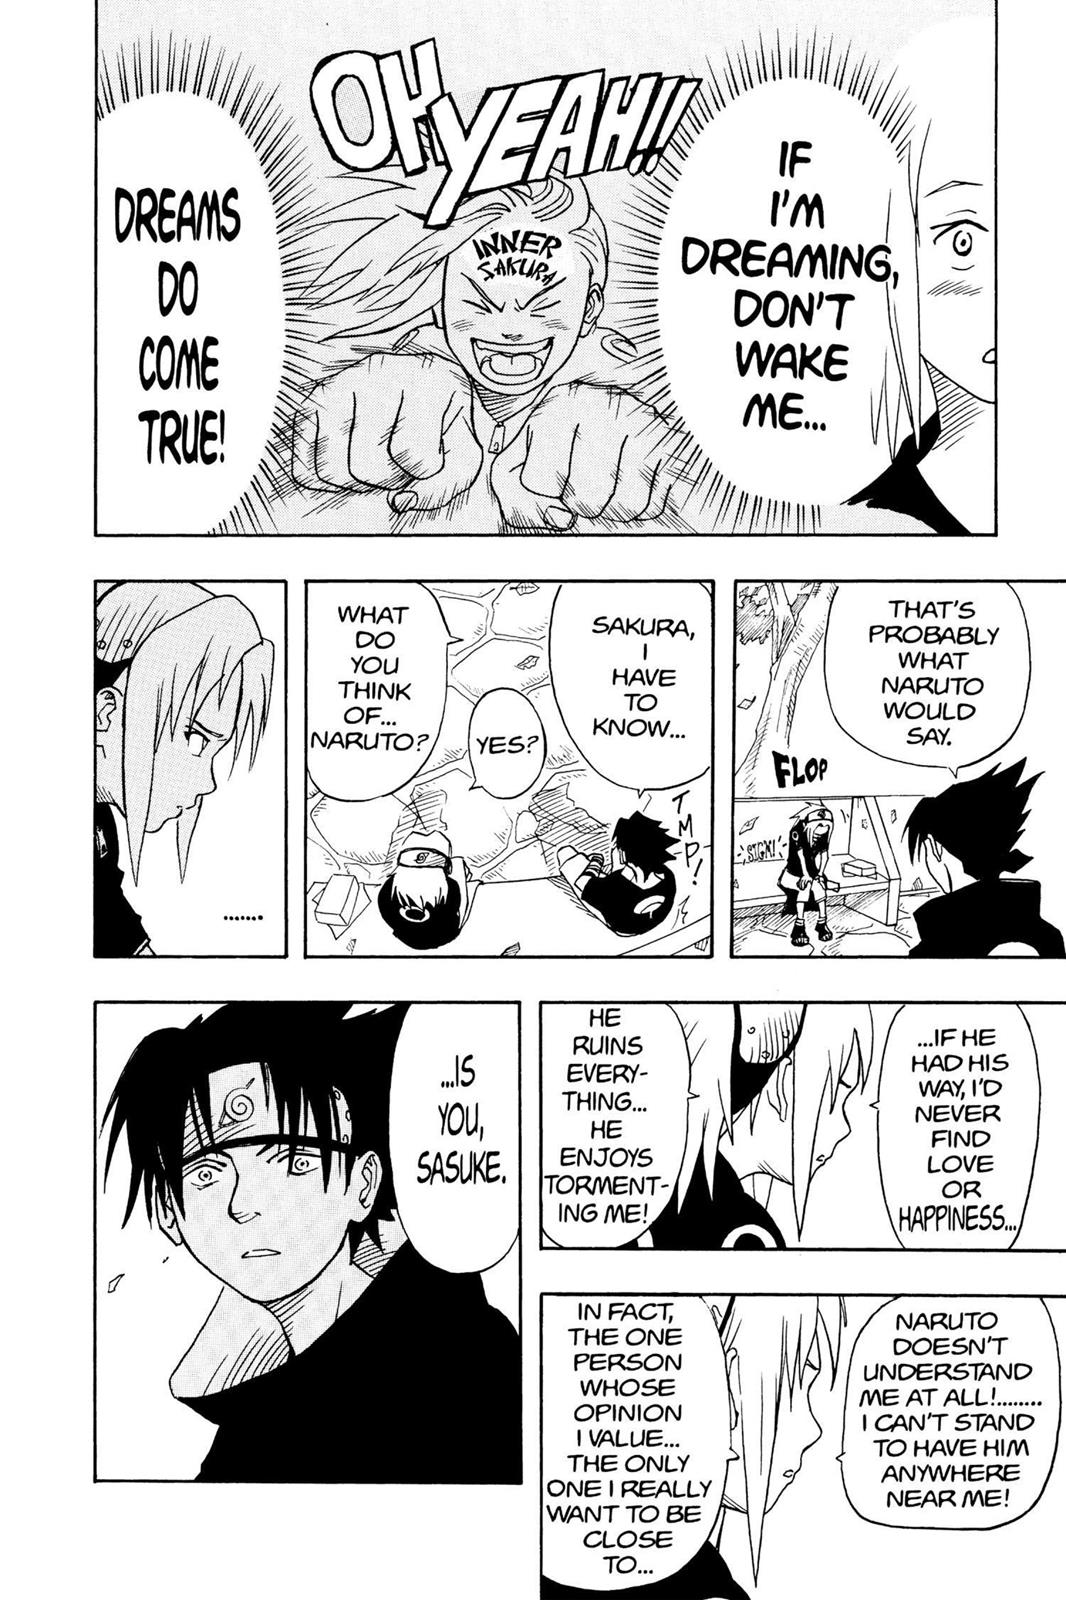 IF
I'M
DREAMING,
DON'T
WAKE
ME...
OH YEAH!!
INNER
SAKURA
DREAMS
DO
COME
TRUE!
THAT'S
PROBABLY
WHAT
NARUTO
WOULD
SAY.
FLOP
SIGH!
SAKURA,
I
HAVE
TO
KNOW...
TMP!
YES?
WHAT
DO
YOU
THINK
OF...
NARUTO?
.......
...IF HE
HAD HIS
WAY, I'D
NEVER
FIND
LOVE
OR
HAPPINESS...
HE
RUINS
EVERY-
THING...
HE
ENJOYS
TORMENT-
ING ME!
NARUTO
DOESN'T
UNDERSTAND
ME AT ALL!........
I CAN'T STAND
TO HAVE HIM
ANYWHERE
NEAR ME!
IN FACT,
THE ONE
PERSON
WHOSE
OPINION
I VALUE...
THE ONLY
ONE I REALLY
WANT TO BE
CLOSE
TO...
...IS
YOU,
SASUKE.